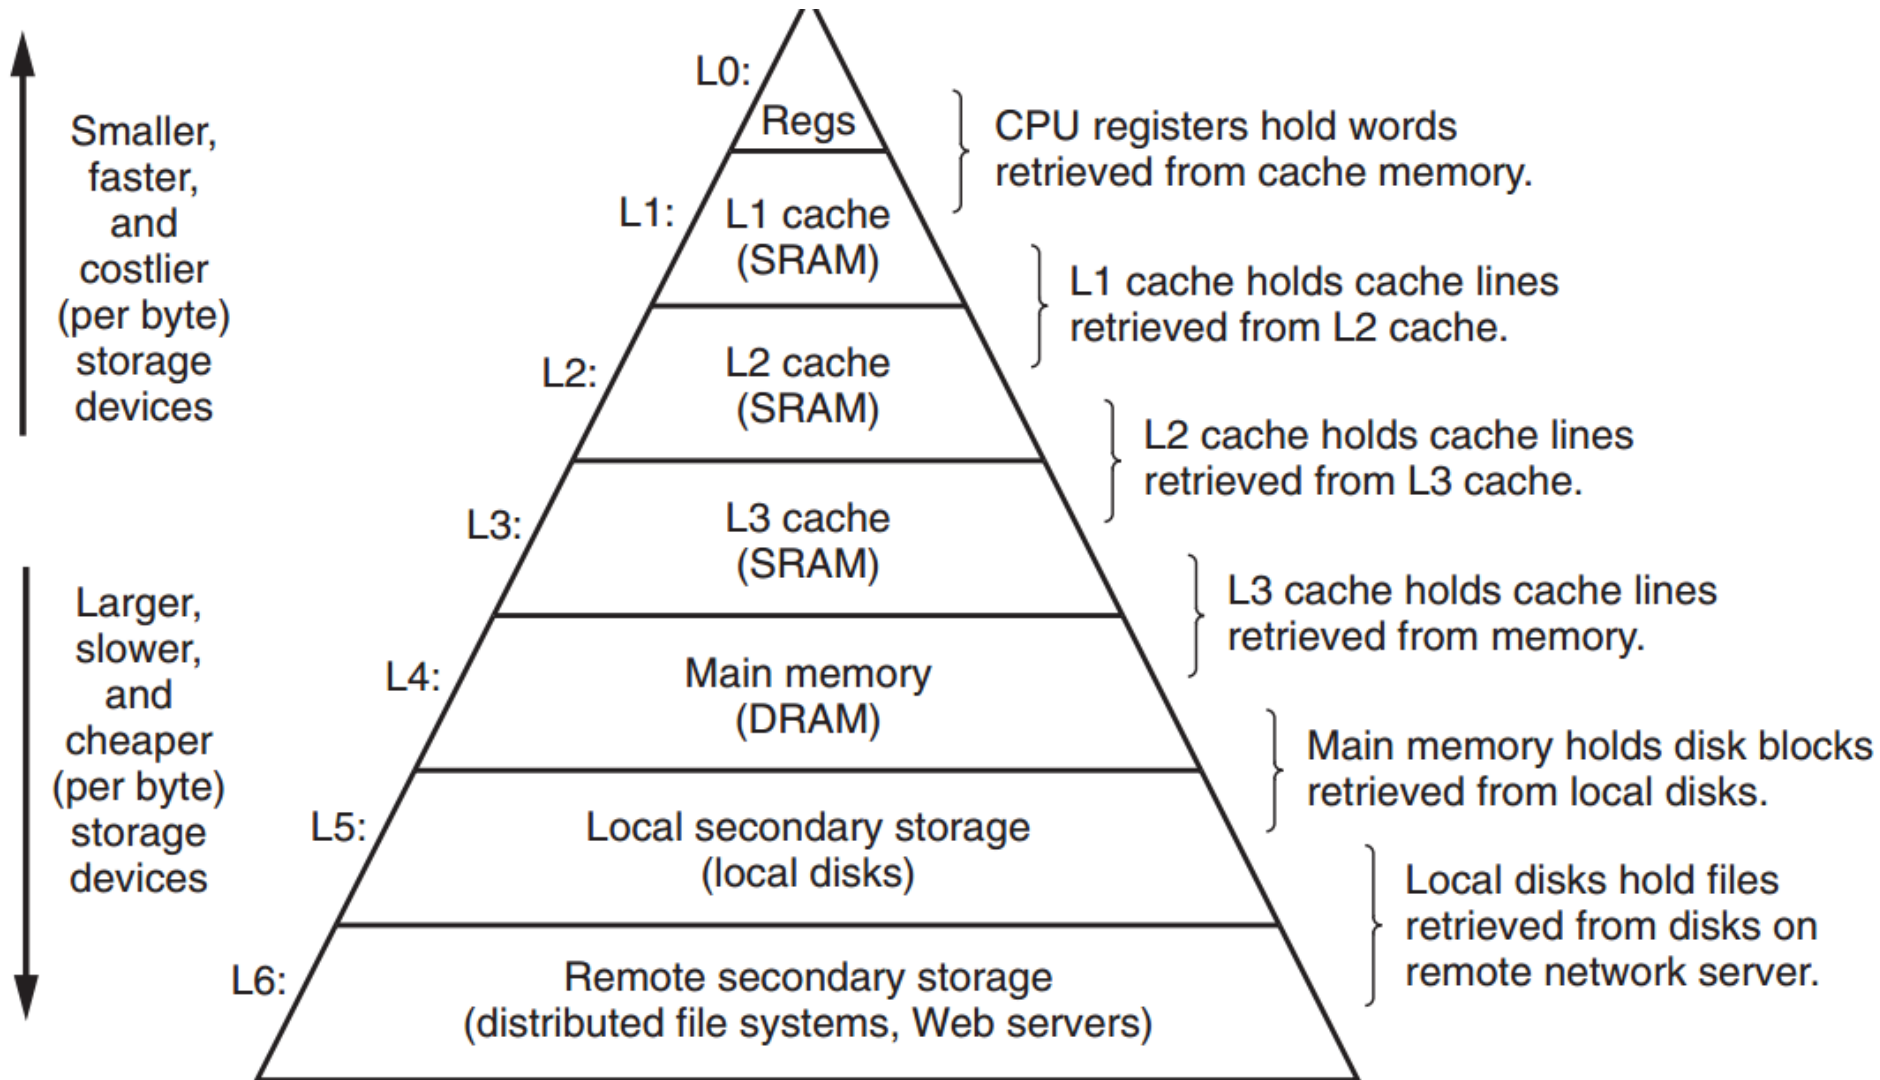 Smaller,
faster,
and
costlier
(per byte)
storage
devices
Larger,
slower,
and
cheaper
(per byte)
storage
devices
L0:
Regs
CPU registers hold words
retrieved from cache memory.
L1:
L1 cache
(SRAM)
L1 cache holds cache lines
retrieved from L2 cache.
L2:
L2 cache
(SRAM)
L2 cache holds cache lines
retrieved from L3 cache.
L3:
L3 cache
(SRAM)
L3 cache holds cache lines
retrieved from memory.
L4:
Main memory
(DRAM)
Main memory holds disk blocks
retrieved from local disks.
L5:
Local secondary storage
(local disks)
Local disks hold files
retrieved from disks on
remote network server.
L6:
Remote secondary storage
(distributed file systems, Web servers)